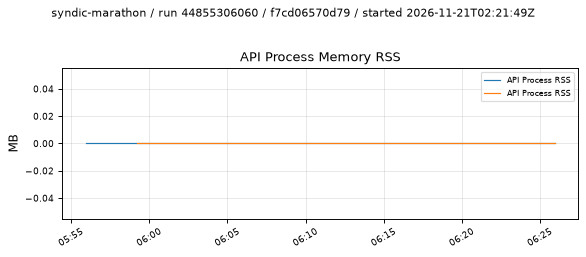 syndic-marathon / run 44855306060 / f7cd06570d79 / started 2026-11-21T02:21:49Z
API Process Memory RSS
API Process RSS
API Process RSS
MB
0.04
0.02
0.00
−0.02
−0.04
05:55
06:00
06:05
06:10
06:15
06:20
06:25